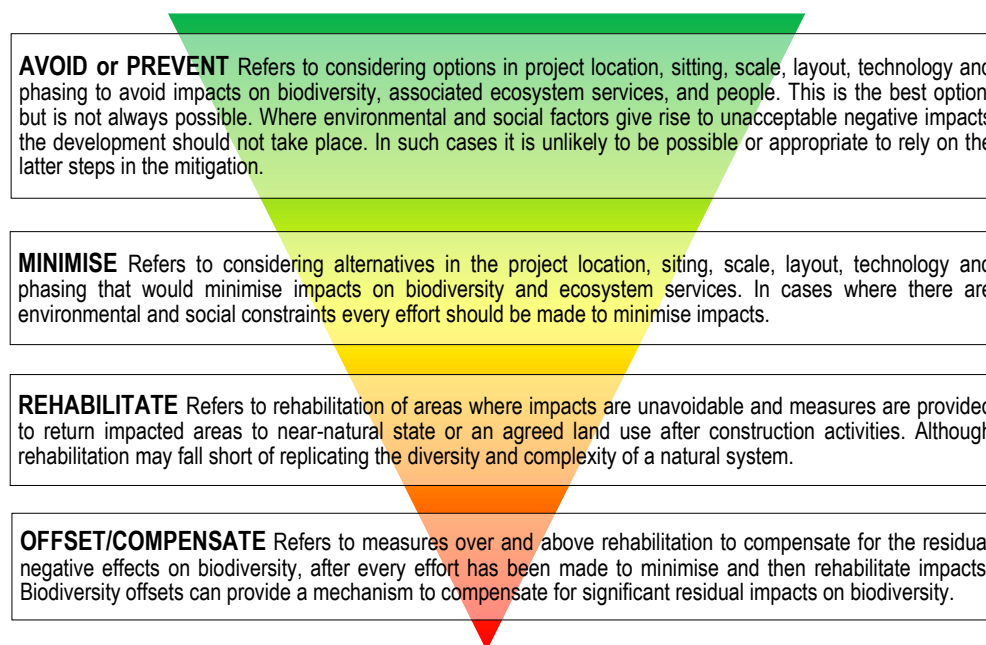 AVOID or PREVENT Refers to considering options in project location, sitting, scale, layout, technology and
phasing to avoid impacts on biodiversity, associated ecosystem services, and people. This is the best option
but is not always possible. Where environmental and social factors give rise to unacceptable negative impacts
the development should not take place. In such cases it is unlikely to be possible or appropriate to rely on the
latter steps in the mitigation.
MINIMISE Refers to considering alternatives in the project location, siting, scale, layout, technology and
phasing that would minimise impacts on biodiversity and ecosystem services. In cases where there are
environmental and social constraints every effort should be made to minimise impacts.
REHABILITATE Refers to rehabilitation of areas where impacts are unavoidable and measures are provided
to return impacted areas to near-natural state or an agreed land use after construction activities. Although
rehabilitation may fall short of replicating the diversity and complexity of a natural system.
OFFSET/COMPENSATE Refers to measures over and above rehabilitation to compensate for the residual
negative effects on biodiversity, after every effort has been made to minimise and then rehabilitate impacts
Biodiversity offsets can provide a mechanism to compensate for significant residual impacts on biodiversity.